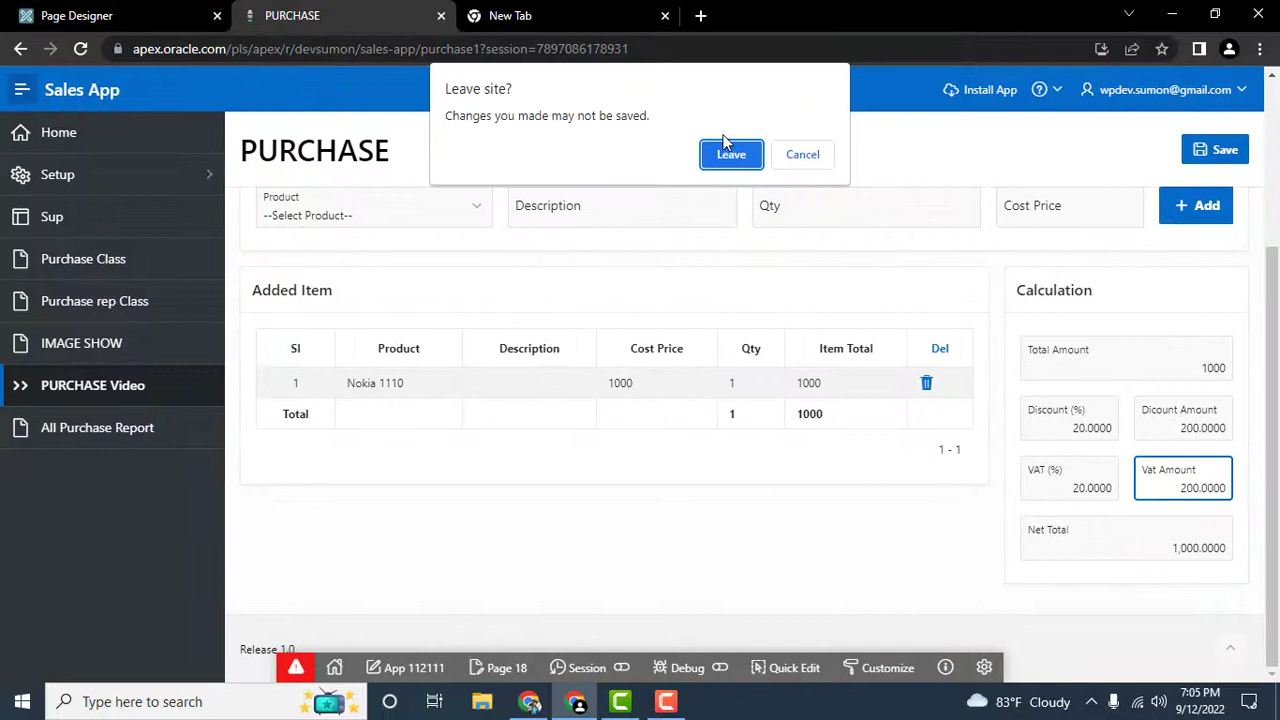 Page Designer
PURCHASE
New Tab
apex.oracle.com/pls/apex/r/devsumon/sales-app/purchase1?session=7897086178931
Sales App
Install App
wpdev.sumon@gmail.com
Leave site?
Changes you made may not be saved.
Leave
Cancel
Home
Setup
Sup
Purchase Class
Purchase rep Class
IMAGE SHOW
PURCHASE Video
All Purchase Report
PURCHASE
Save
Product
--Select Product--
Description
Qty
Cost Price
Add
Added Item
Sl Product Description Cost Price Qty Item Total Del
1 Nokia 1110 1000 1 1000
Total 1 1000
1 - 1
Calculation
Total Amount
1000
Discount (%)
20.0000
Dicount Amount
200.0000
VAT (%)
20.0000
Vat Amount
200.0000
Net Total
1,000.0000
Release 1.0
App 112111
Page 18
Session
Debug
Quick Edit
Customize
Type here to search
83°F Cloudy
7:05 PM
9/12/2022